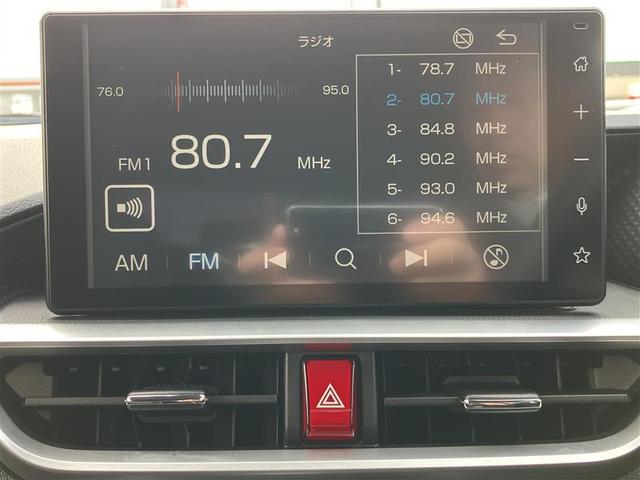 ラジオ
76.0
95.0
FM1 80.7 MHz
1- 78.7 MHz
2- 80.7 MHz
3- 84.8 MHz
4- 90.2 MHz
5- 93.0 MHz
6- 94.6 MHz
AM FM